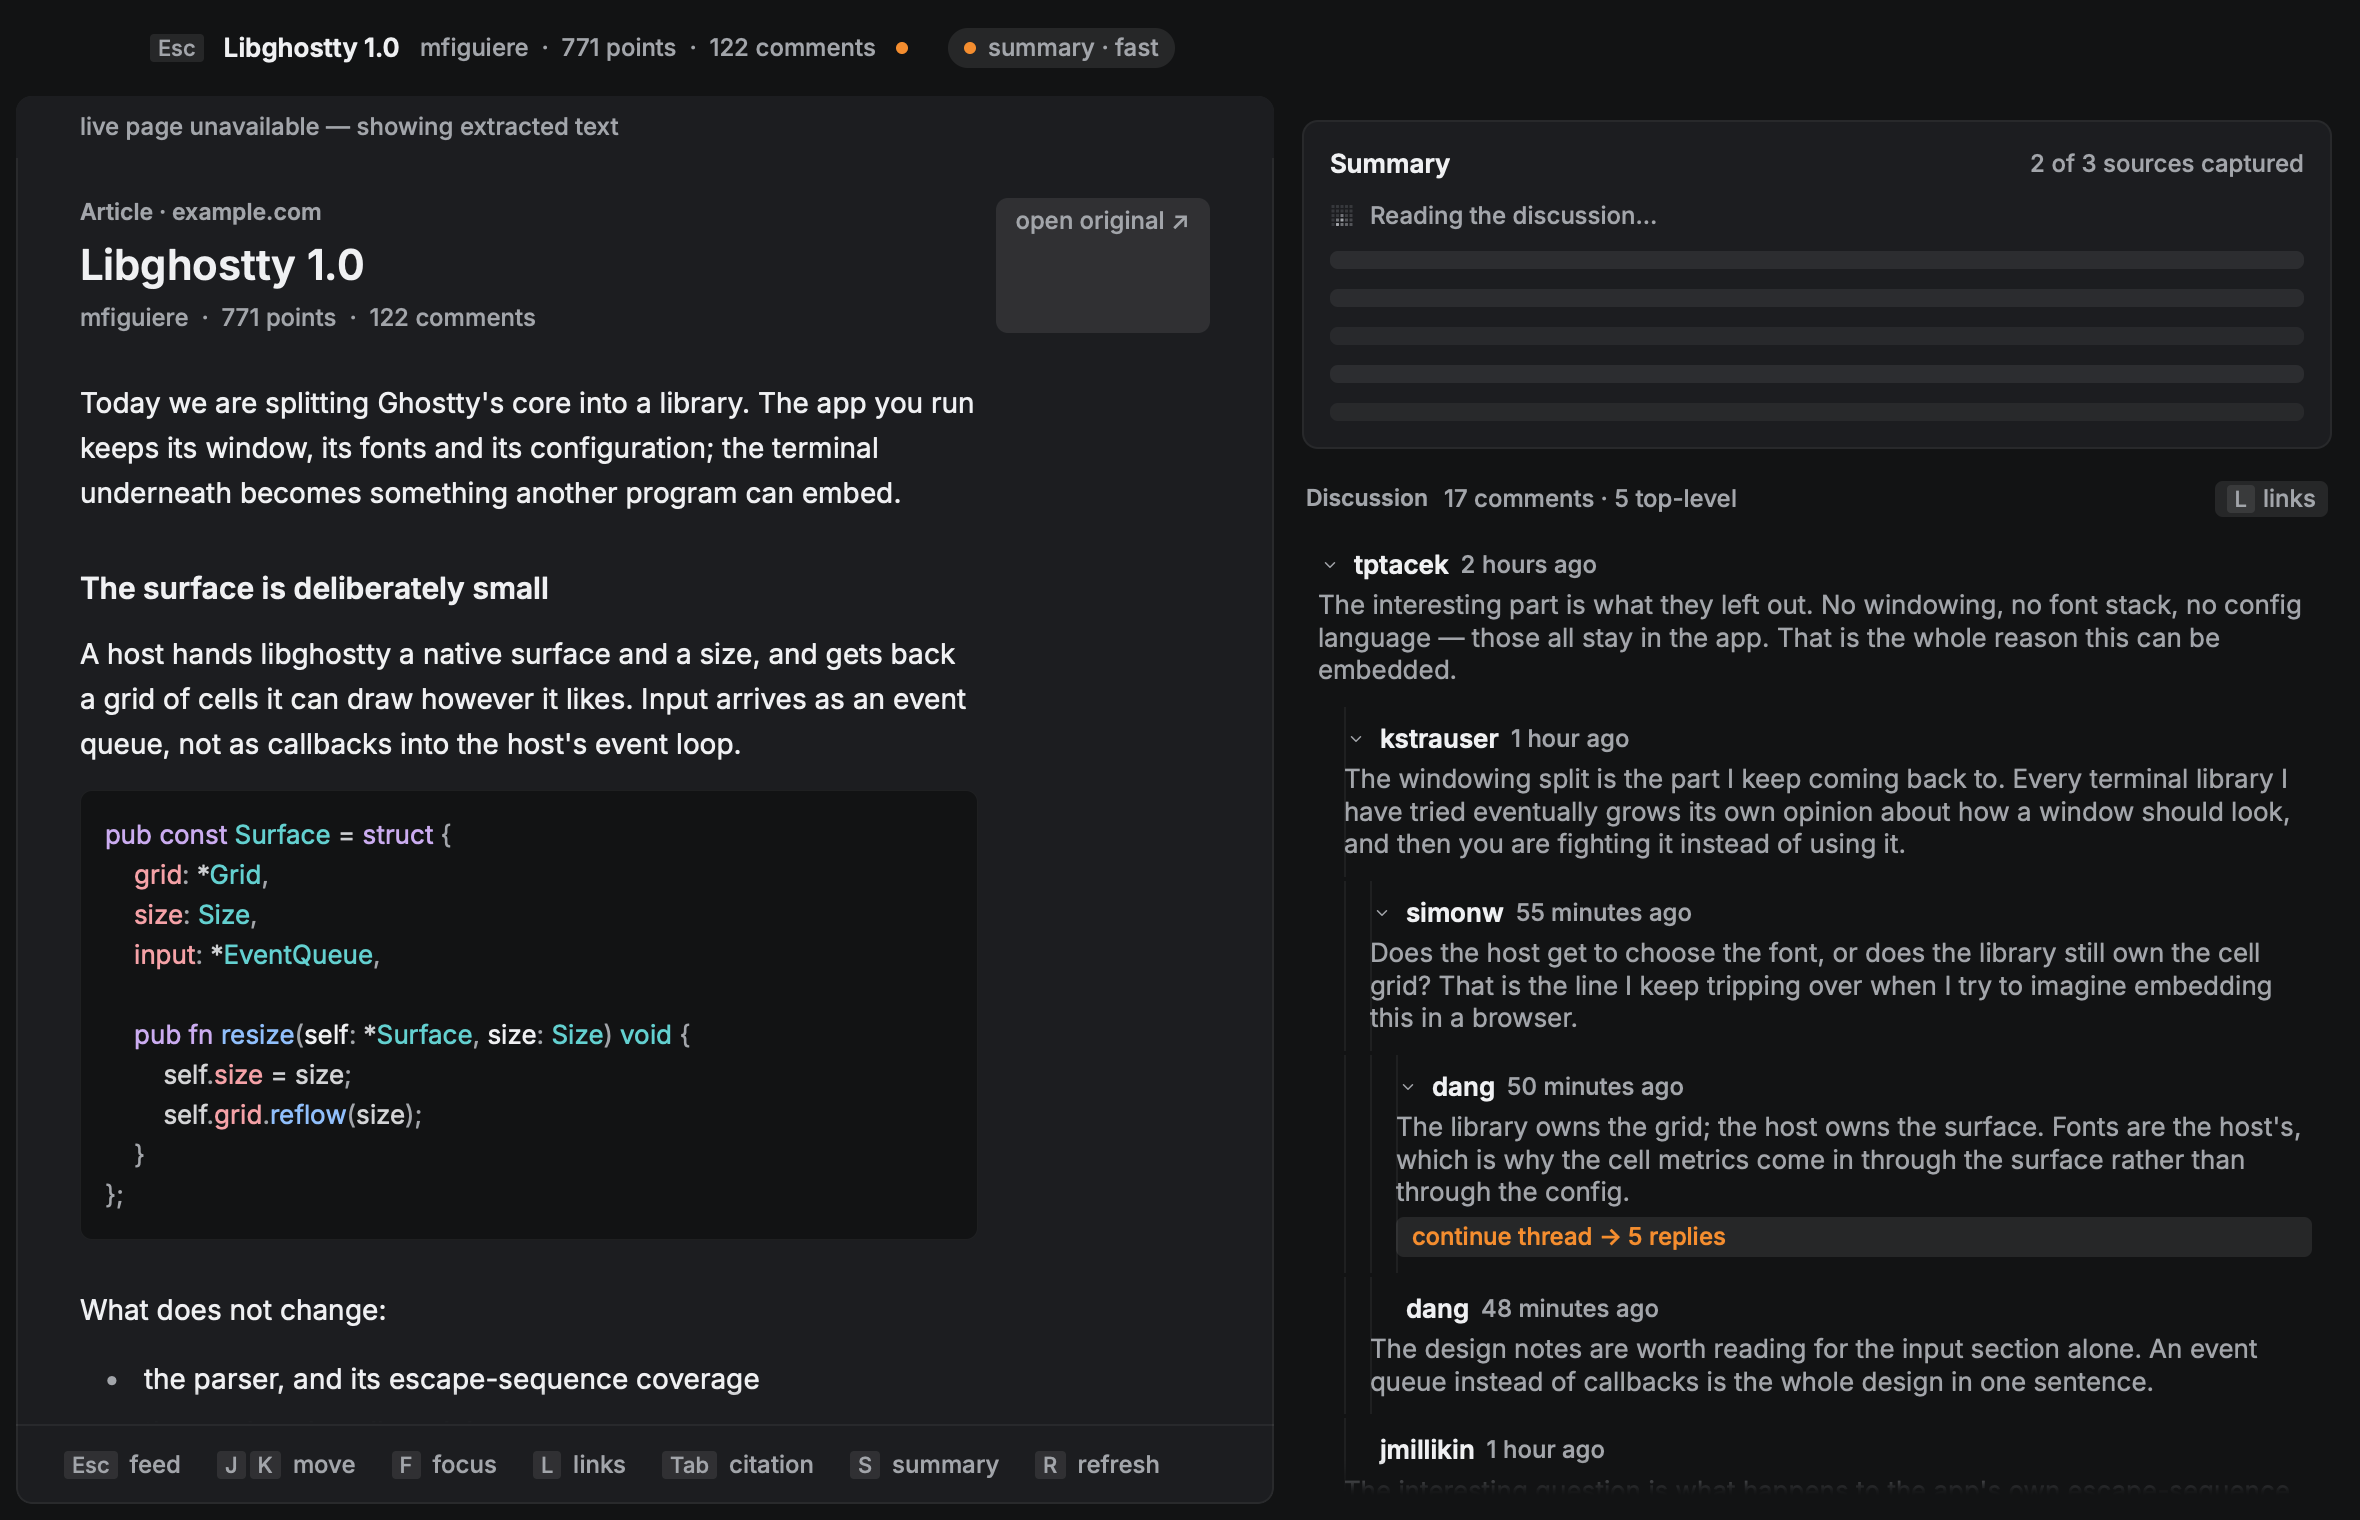 Esc Libghostty 1.0 mfiguiere · 771 points · 122 comments
summary · fast
live page unavailable — showing extracted text
Article · example.com
open original ↗
Libghostty 1.0
mfiguiere · 771 points · 122 comments
Today we are splitting Ghostty's core into a library. The app you run
keeps its window, its fonts and its configuration; the terminal
underneath becomes something another program can embed.
The surface is deliberately small
A host hands libghostty a native surface and a size, and gets back
a grid of cells it can draw however it likes. Input arrives as an event
queue, not as callbacks into the host's event loop.
pub const Surface = struct {
grid: *Grid,
size: Size,
input: *EventQueue,
pub fn resize(self: *Surface, size: Size) void {
self.size = size;
self.grid.reflow(size);
}
};
What does not change:
• the parser, and its escape-sequence coverage
Esc feed J K move F focus L links Tab citation S summary R refresh
Summary
2 of 3 sources captured
Reading the discussion...
Discussion 17 comments · 5 top-level
L links
tptacek 2 hours ago
The interesting part is what they left out. No windowing, no font stack, no config
language — those all stay in the app. That is the whole reason this can be
embedded.
kstrauser 1 hour ago
The windowing split is the part I keep coming back to. Every terminal library I
have tried eventually grows its own opinion about how a window should look,
and then you are fighting it instead of using it.
simonw 55 minutes ago
Does the host get to choose the font, or does the library still own the cell
grid? That is the line I keep tripping over when I try to imagine embedding
this in a browser.
dang 50 minutes ago
The library owns the grid; the host owns the surface. Fonts are the host's,
which is why the cell metrics come in through the surface rather than
through the config.
continue thread → 5 replies
dang 48 minutes ago
The design notes are worth reading for the input section alone. An event
queue instead of callbacks is the whole design in one sentence.
jmillikin 1 hour ago
The interesting question is what happens to the app's own escape-sequence